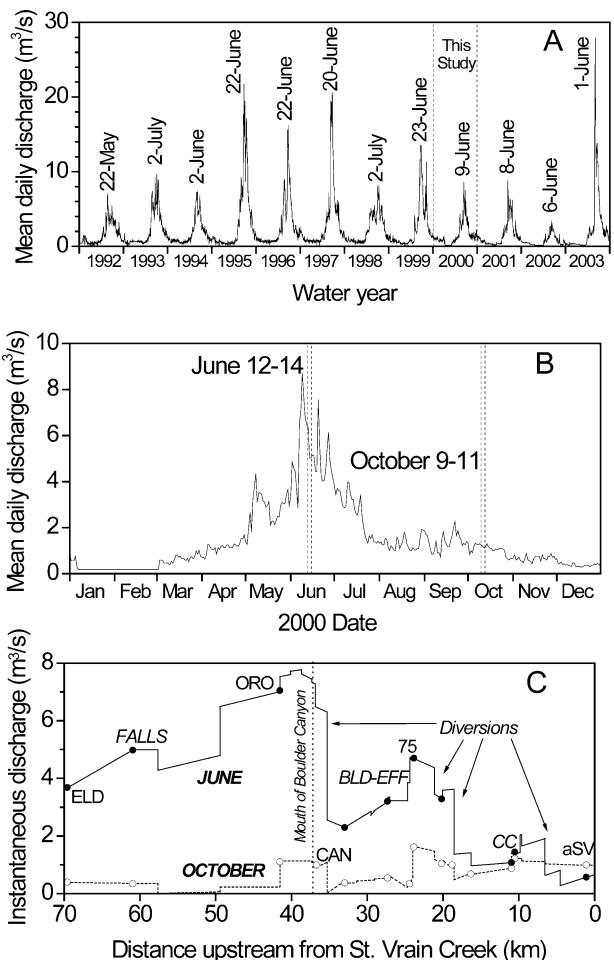 Mean daily discharge (m³/s)
30
20
10
0
22-May
2-July
2-June
22-June
22-June
20-June
2-July
23-June
This
Study
9-June
8-June
6-June
1-June
A
1992 1993 1994 1995 1996 1997 1998 1999 2000 2001 2002 2003
Water year
Mean daily discharge (m³/s)
10
8
6
4
2
0
June 12-14
October 9-11
B
Jan Feb Mar Apr May Jun Jul Aug Sep Oct Nov Dec
2000 Date
Instantaneous discharge (m³/s)
8
6
4
2
0
ELD
FALLS
JUNE
ORO
OCTOBER
Mouth of Boulder Canyon
CAN
BLD-EFF
75
Diversions
CC
aSV
C
70 60 50 40 30 20 10 0
Distance upstream from St. Vrain Creek (km)